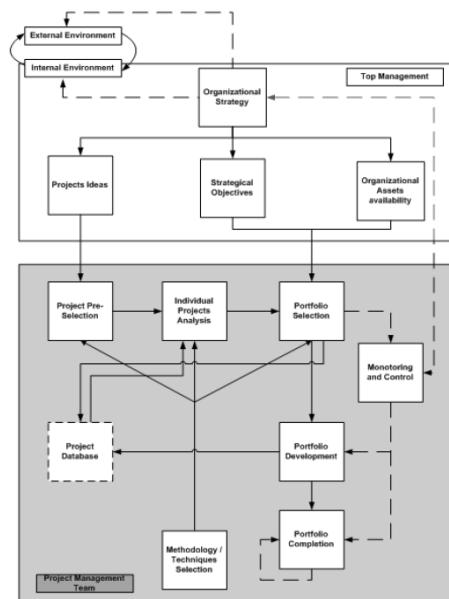 External Environment
Internal Environment
Top Management
Organizational
Strategy
Projects Ideas
Strategical
Objectives
Organizational
Assets
availability
Project Pre-
Selection
Individual
Projects
Analysis
Portfolio
Selection
Monotoring
and Control
Project
Database
Portfolio
Development
Methodology /
Techniques
Selection
Portfolio
Completion
Project Management
Team